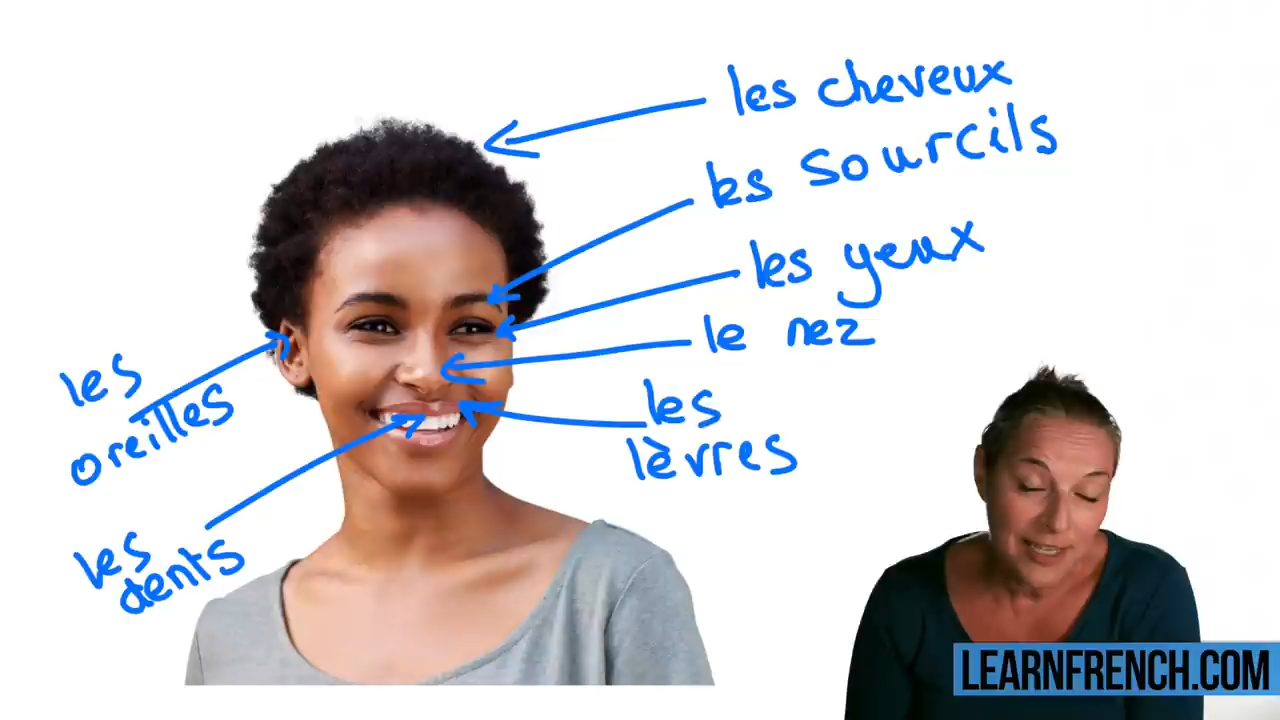 les cheveux
les sourcils
les yeux
le nez
les
lèvres
les
oreilles
les
dents
LEARNFRENCH.COM